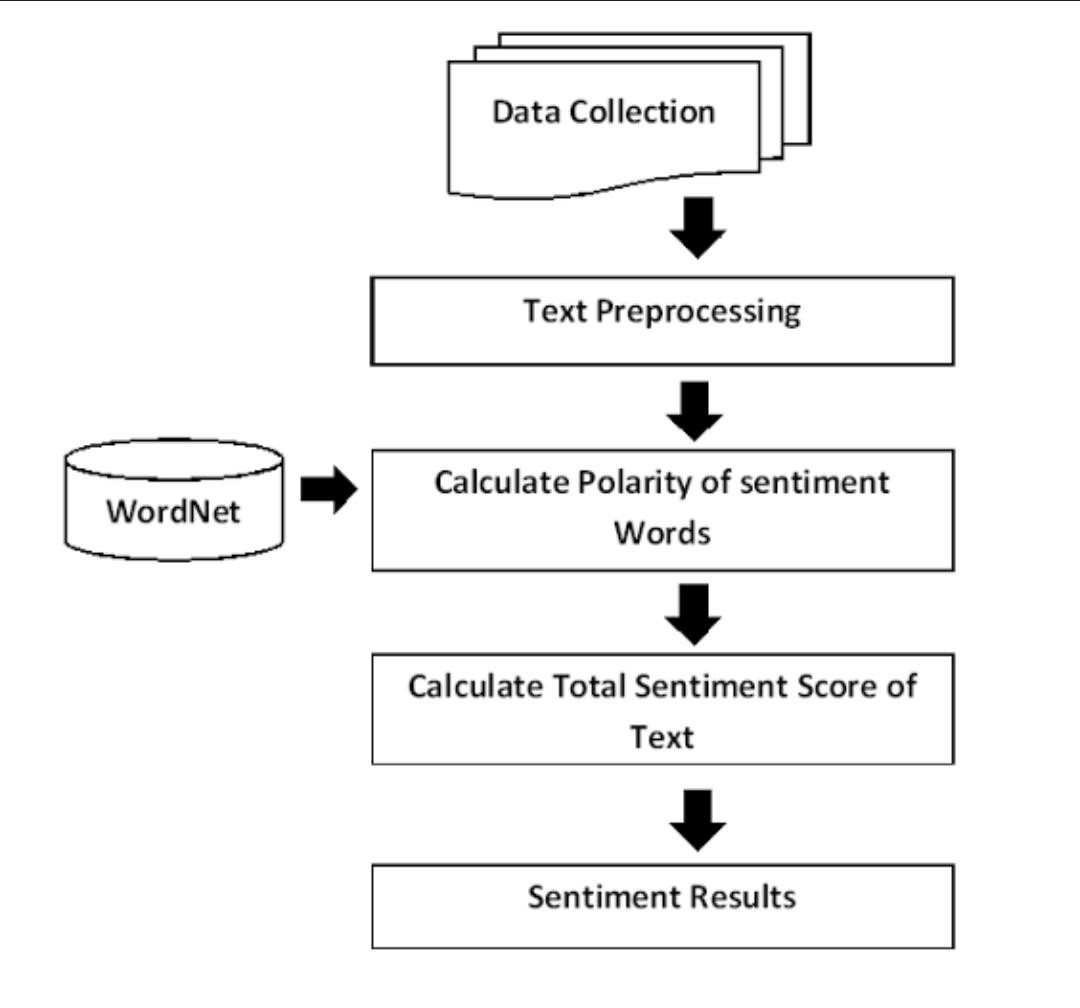 Data Collection
Text Preprocessing
WordNet
Calculate Polarity of sentiment
Words
Calculate Total Sentiment Score of
Text
Sentiment Results